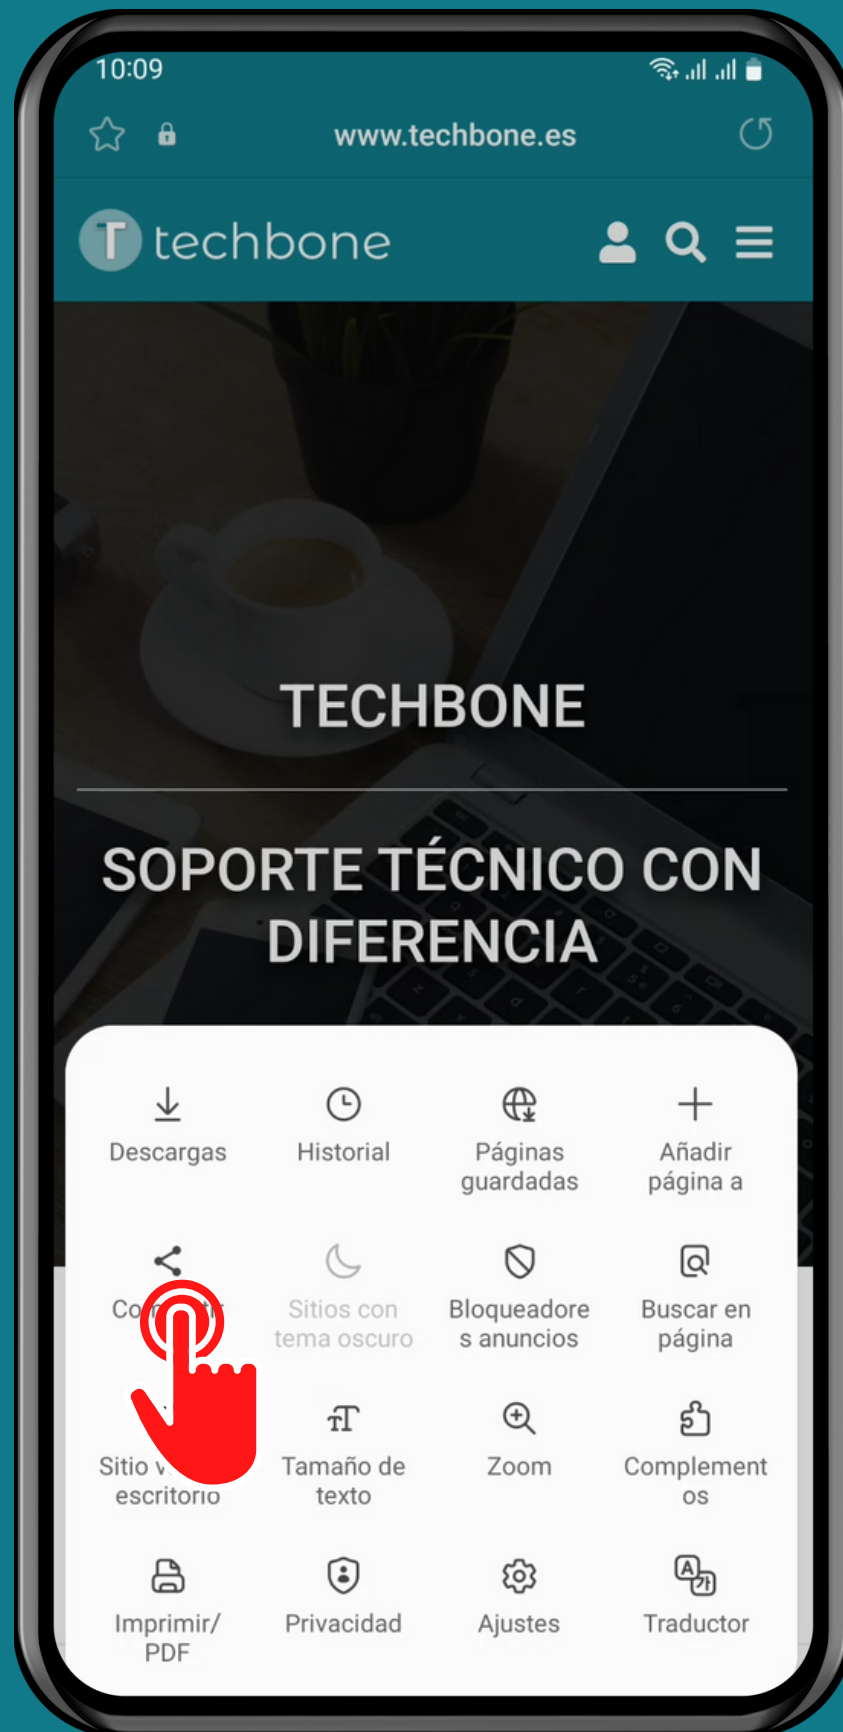 10:09
www.techbone.es
T techbone
TECHBONE
SOPORTE TÉCNICO CON
DIFERENCIA
Descargas
Historial
Páginas
guardadas
Añadir
página a
Sitios con
tema oscuro
Bloqueadore
s anuncios
Buscar en
página
Sitio
escritorio
Tamaño de
texto
Zoom
Complement
os
Imprimir/
PDF
Privacidad
Ajustes
Traductor